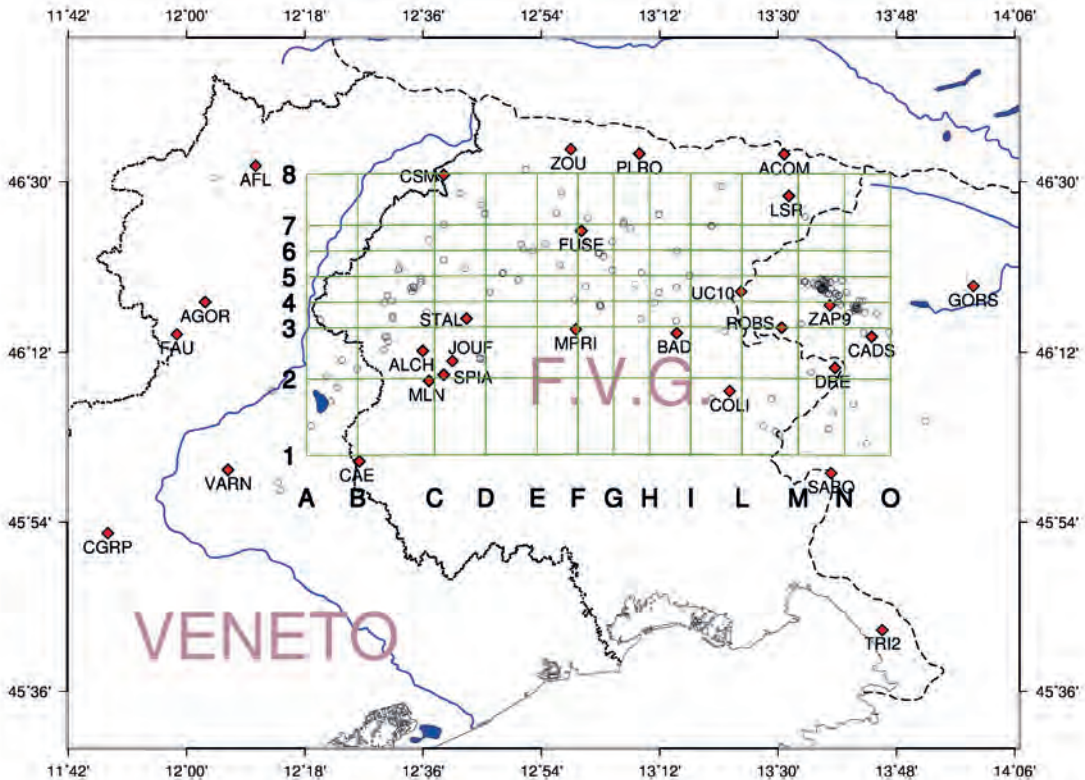 11˚42' 12˚00' 12˚18' 12˚36' 12˚54' 13˚12' 13˚30' 13˚48' 14˚06'
ZOU
PLRO
ACOM
AFL
CSM
8
46˚30'
46˚30'
LSR
7
FUSE
6
5
UC10
GORS
4
AGOR
STAL
ZAP9
3
ROBS
FAU
MPRI
BAD
CADS
46˚12'
46˚12'
ALCH
JOUF
SPIA
DRE
2
MLN
F.V.G.
COLI
1
CAE
VARN
SABO
A B C D E F G H I L M N O
45˚54'
45˚54'
CGRP
VENETO
TRI2
45˚36'
45˚36'
11˚42' 12˚00' 12˚18' 12˚36' 12˚54' 13˚12' 13˚30' 13˚48' 14˚06'